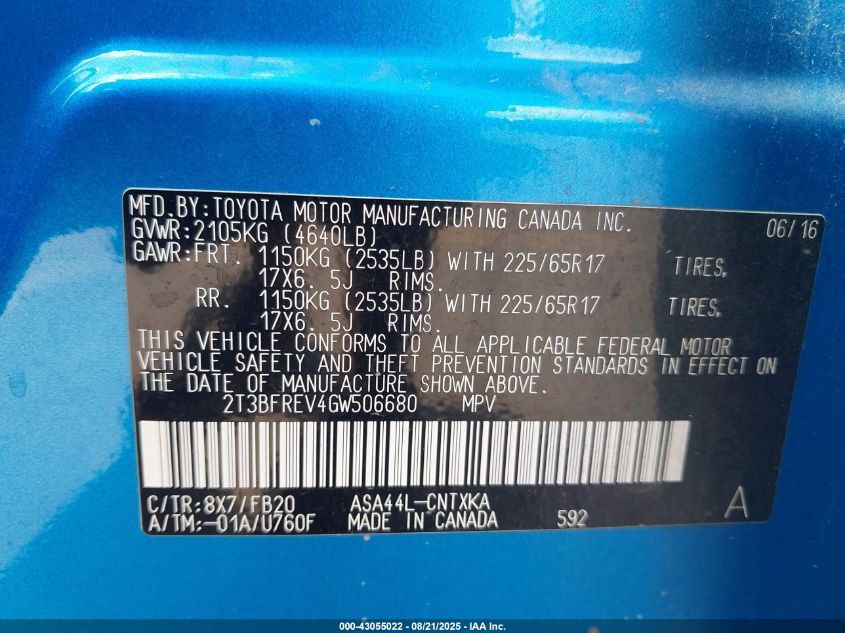 MFD.BY:TOYOTA MOTOR MANUFACTURING CANADA INC. 06/16
GVWR:2105KG (4640LB)
GAWR:FRT. 1150KG (2535LB) WITH 225/65R17 TIRES,
17X6. 5J RIMS.
RR. 1150KG (2535LB) WITH 225/65R17 TIRES,
17X6. 5J RIMS.
THIS VEHICLE CONFORMS TO ALL APPLICABLE FEDERAL MOTOR
VEHICLE SAFETY AND THEFT PREVENTION STANDARDS IN EFFECT ON
THE DATE OF MANUFACTURE SHOWN ABOVE.
2T3BFREV4GW506680 MPV
C/TR:8X7/FB20 ASA44L-CNTXKA A
A/TM:-01A/U760F MADE IN CANADA 592
000-43055022 - 08/21/2025 - IAA Inc.